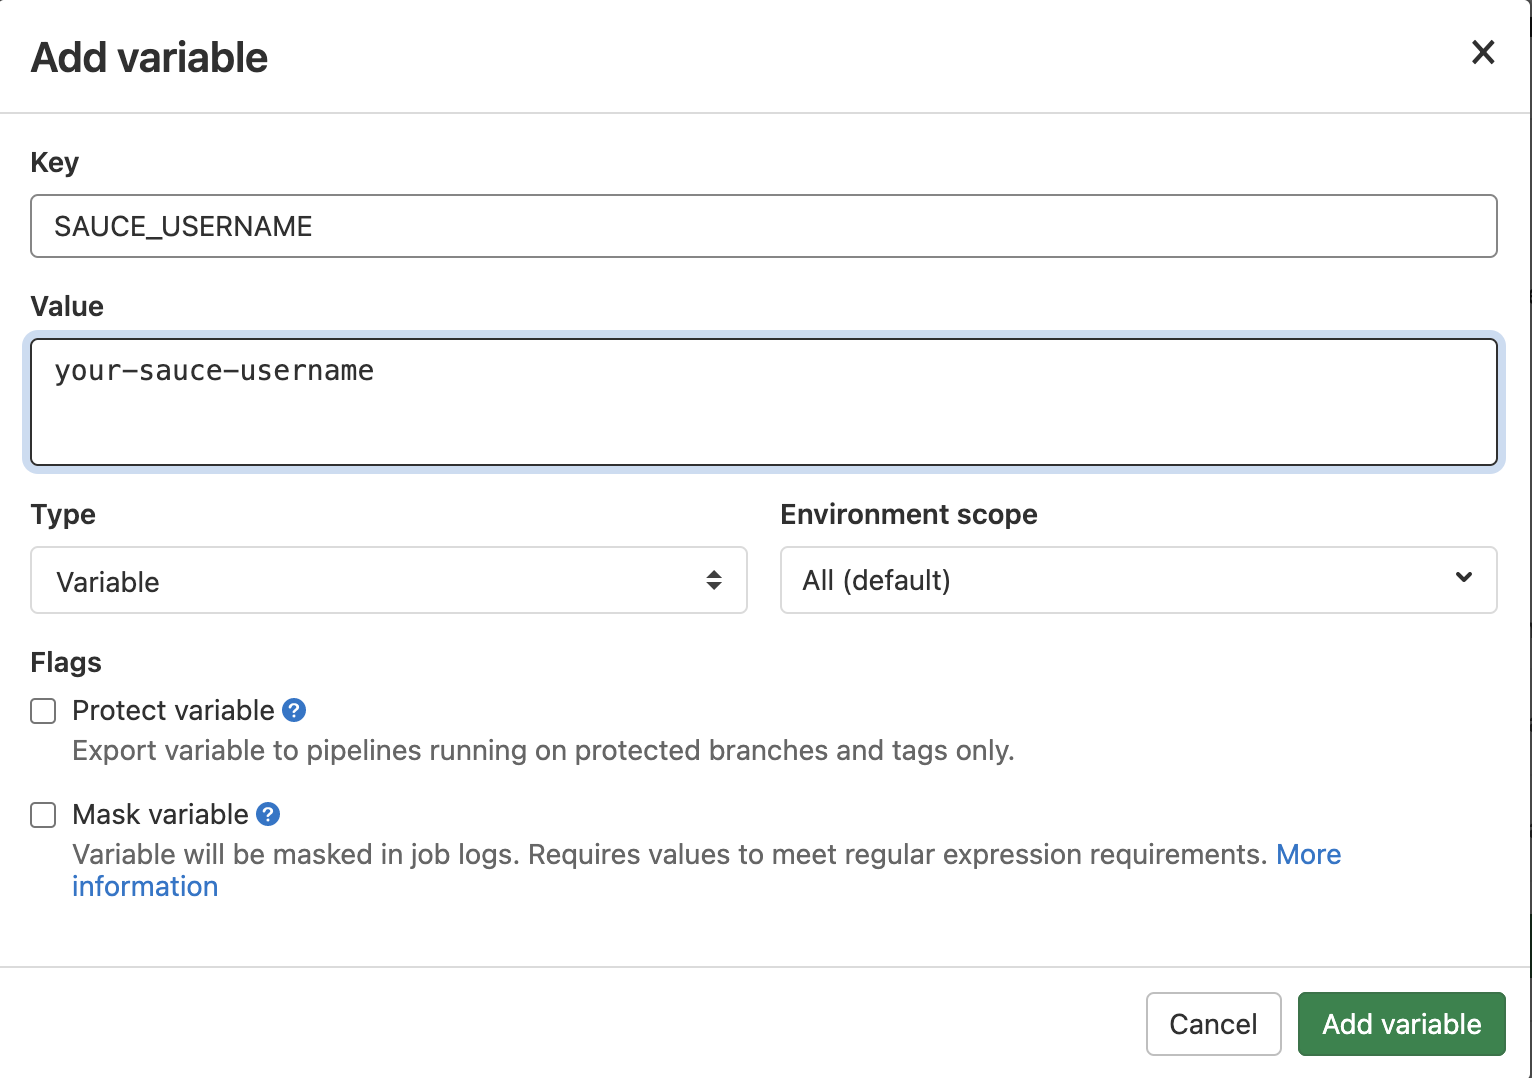 Add variable
Key
SAUCE_USERNAME
Value
your-sauce-username
Type
Environment scope
Variable
All (default)
Flags
Protect variable ?
Export variable to pipelines running on protected branches and tags only.
Mask variable ?
Variable will be masked in job logs. Requires values to meet regular expression requirements. More
information
Cancel
Add variable